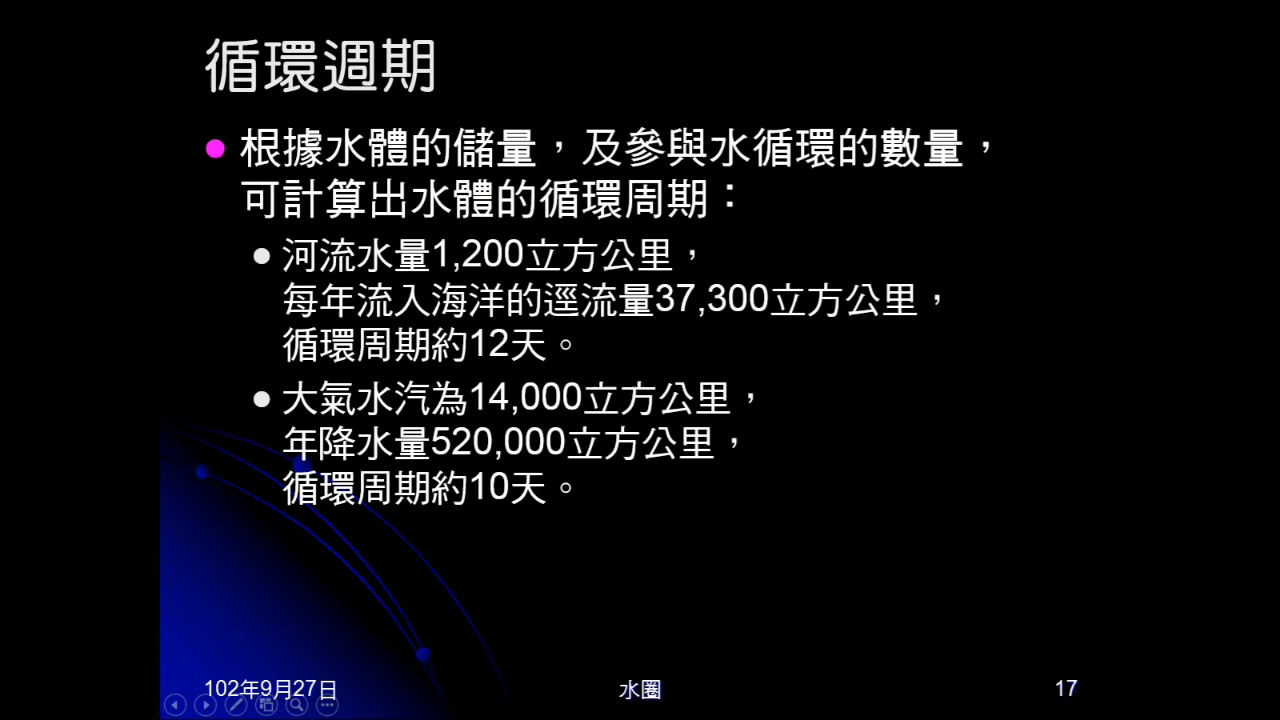 循環週期
根據水體的儲量，及參與水循環的數量，
可計算出水體的循環周期：
河流水量1,200立方公里，
每年流入海洋的逕流量37,300立方公里，
循環周期約12天。
大氣水汽為14,000立方公里，
年降水量520,000立方公里，
循環周期約10天。
102年9月27日
水圈
17